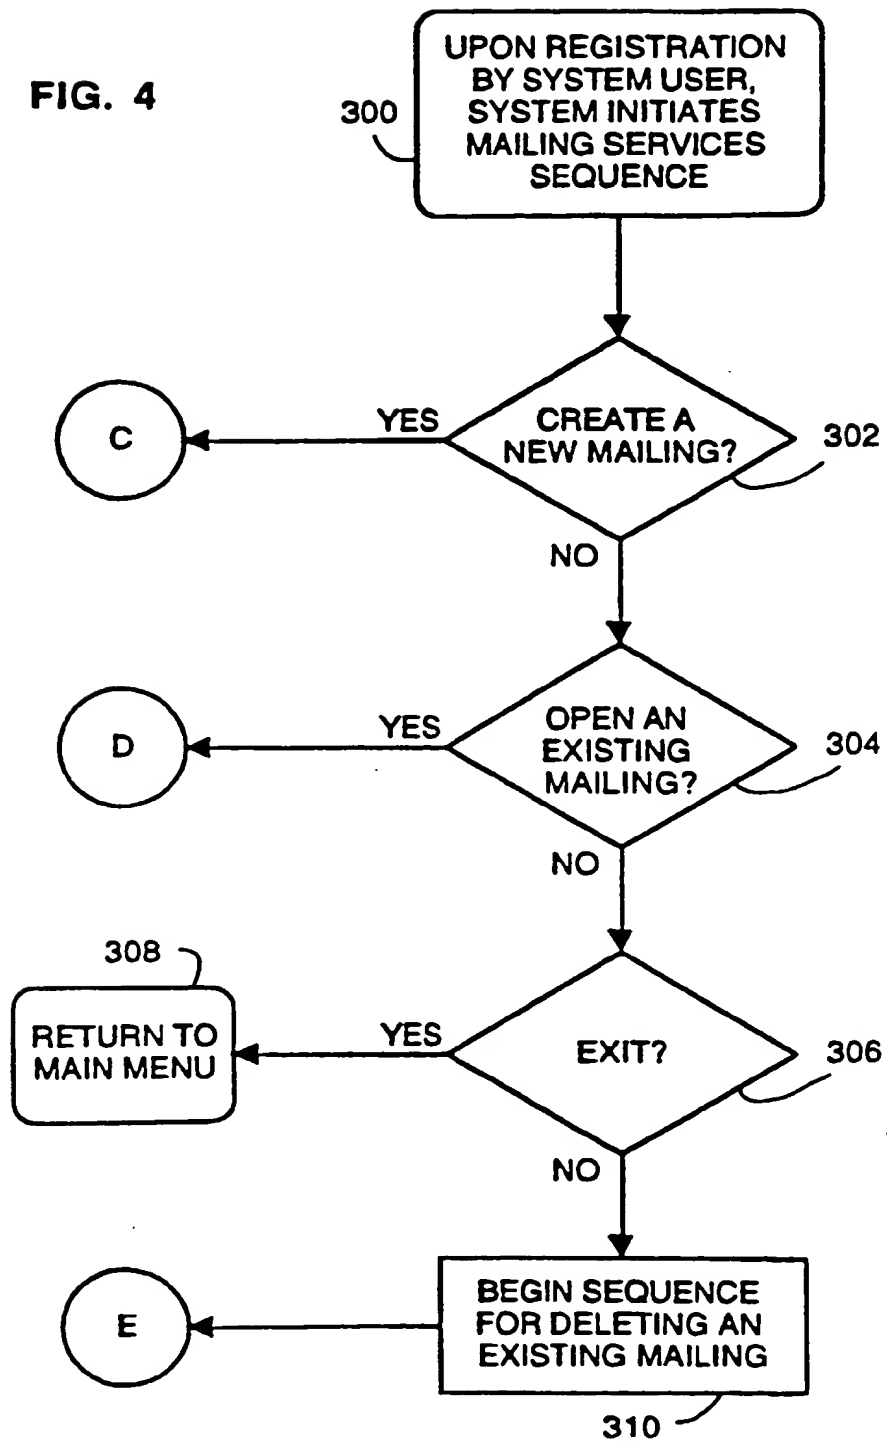 FIG. 4
300
UPON REGISTRATION
BY SYSTEM USER,
SYSTEM INITIATES
MAILING SERVICES
SEQUENCE
C
YES
CREATE A
NEW MAILING?
302
NO
D
YES
OPEN AN
EXISTING
MAILING?
304
NO
308
RETURN TO
MAIN MENU
YES
EXIT?
306
NO
E
BEGIN SEQUENCE
FOR DELETING AN
EXISTING MAILING
310